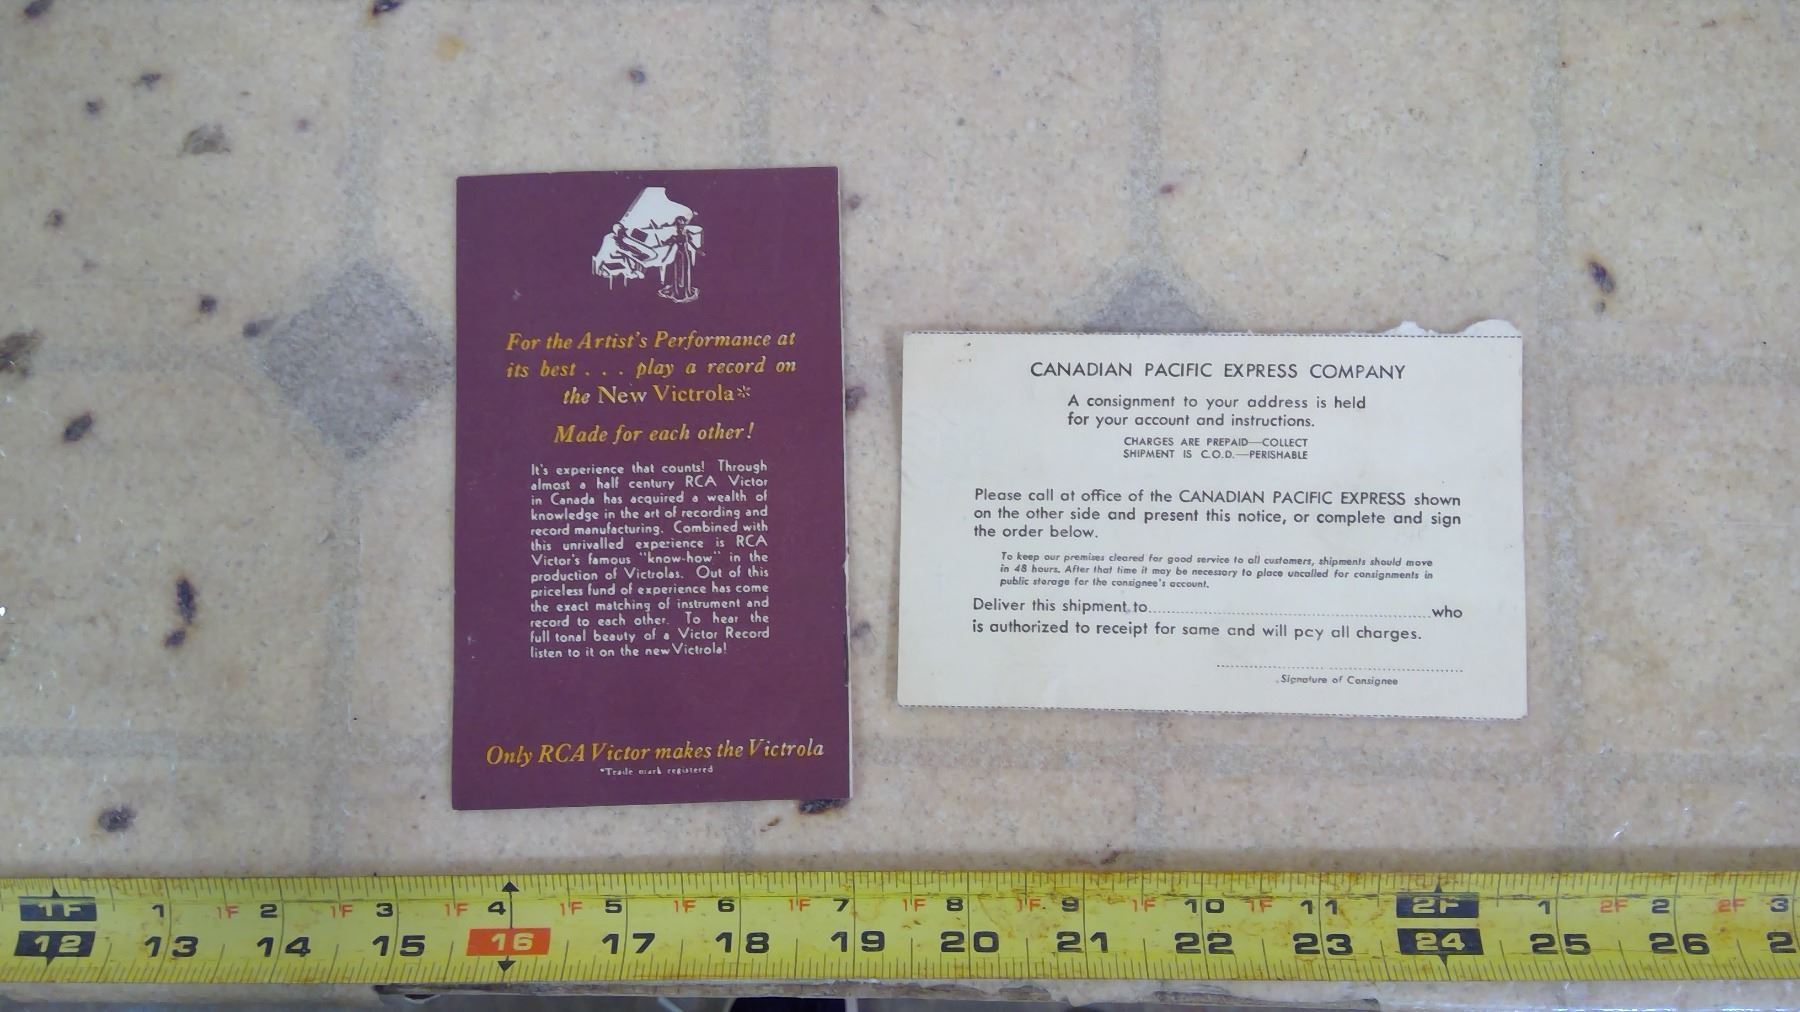 For the Artist's Performance at
its best . . . play a record on
the New Victrola*
Made for each other!
It's experience that counts! Through
almost a half century RCA Victor
in Canada has acquired a wealth of
knowledge in the art of recording and
record manufacturing. Combined with
this unrivalled experience is RCA
Victor's famous "know-how" in the
production of Victrolas. Out of this
priceless fund of experience has come
the exact matching of instrument and
record to each other. To hear the
full tonal beauty of a Victor Record
listen to it on the new Victrola!
Only RCA Victor makes the Victrola
*Trade mark registered
CANADIAN PACIFIC EXPRESS COMPANY
A consignment to your address is held
for your account and instructions.
CHARGES ARE PREPAID—COLLECT
SHIPMENT IS C.O.D.—PERISHABLE
Please call at office of the CANADIAN PACIFIC EXPRESS shown
on the other side and present this notice, or complete and sign
the order below.
To keep our premises cleared for good service to all customers, shipments should move
in 48 hours. After that time it may be necessary to place uncalled for consignments in
public storage for the consignee's account.
Deliver this shipment to..............................who
is authorized to receipt for same and will pcy all charges.
Signature of Consignee
1F 1 1F 2 1F 3 1F 4 1F 5 1F 6 1F 7 1F 8 1F 9 1F 10 1F 11 2F 1 2F 2 2F 3
12 13 14 15 16 17 18 19 20 21 22 23 24 25 26 2